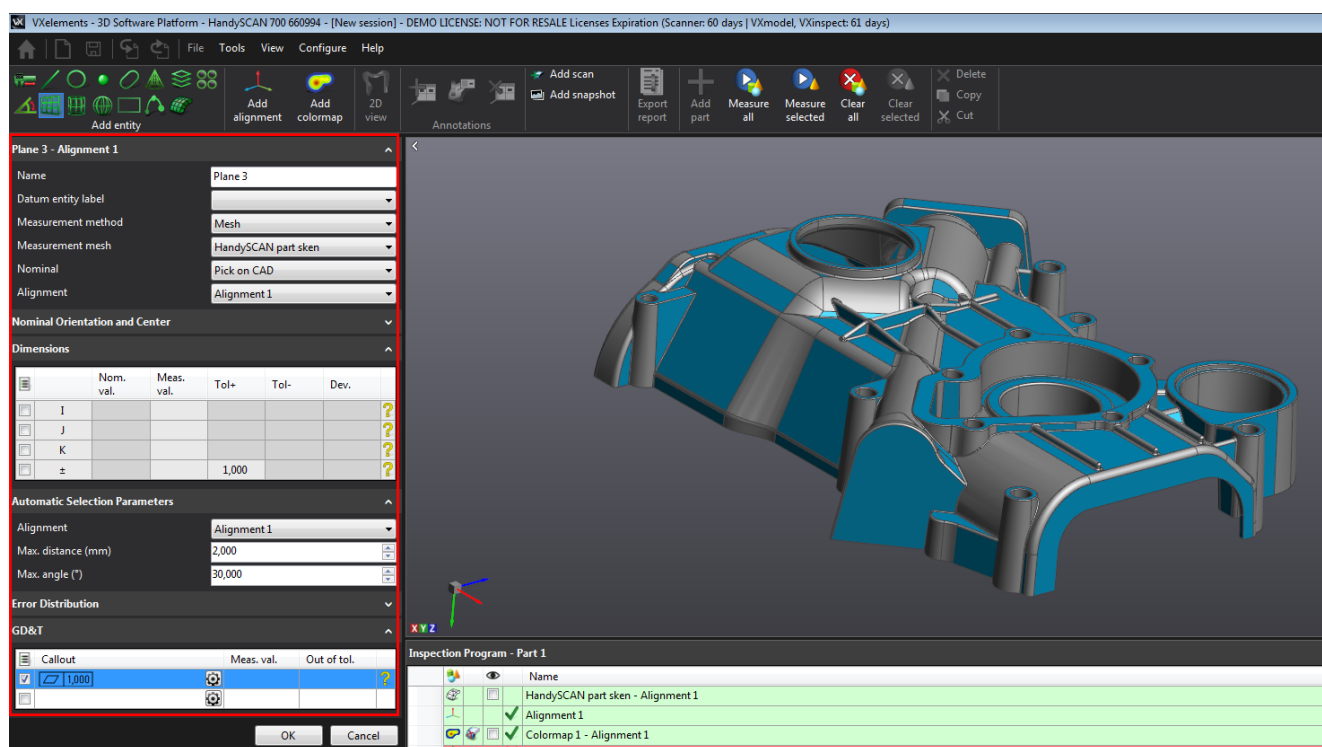 VXelements - 3D Software Platform - HandySCAN 700 660994 - [New session] - DEMO LICENSE: NOT FOR RESALE Licenses Expiration (Scanner: 60 days | VXmodel, VXinspect: 61 days)
File Tools View Configure Help
Add entity
Add alignment
Add colormap
2D view
Annotations
Add scan
Add snapshot
Export report
Add part
Measure all
Measure selected
Clear all
Clear selected
Delete
Copy
Cut
Plane 3 - Alignment 1
Name Plane 3
Datum entity label
Measurement method Mesh
Measurement mesh HandySCAN part sken
Nominal Pick on CAD
Alignment Alignment 1
Nominal Orientation and Center
Dimensions
Nom. val. Meas. val. Tol+ Tol- Dev.
I ?
J ?
K ?
± 1,000 ?
Automatic Selection Parameters
Alignment Alignment 1
Max. distance (mm) 2,000
Max. angle (°) 30,000
Error Distribution
GD&T
Callout Meas. val. Out of tol.
1,000 ?
OK Cancel
X Y Z
Inspection Program - Part 1
Name
HandySCAN part sken - Alignment 1
Alignment 1
Colormap 1 - Alignment 1